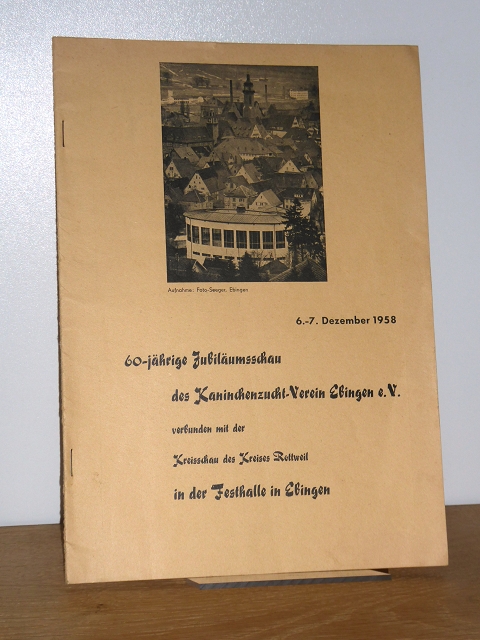 Aufnahme: Foto-Seeger, Ebingen
6.-7. Dezember 1958
60-jährige Jubiläumsschau
des Kaninchenzucht-Verein Ebingen e.V.
verbunden mit der
Kreisschau des Kreises Rottweil
in der Festhalle in Ebingen